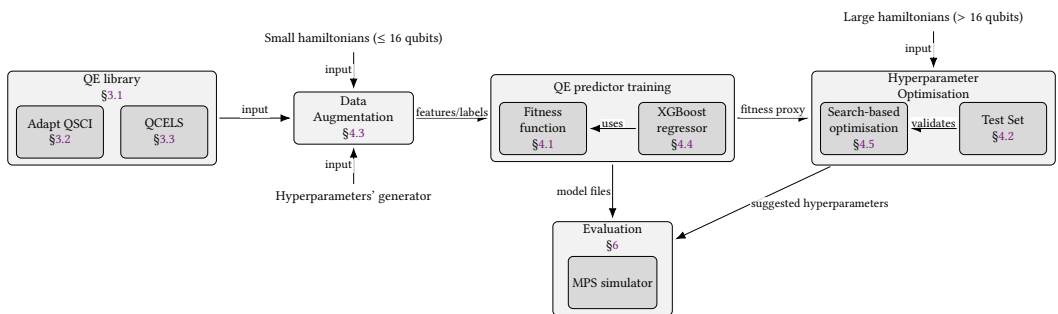 Large hamiltonians (> 16 qubits)
input
Small hamiltonians (≤ 16 qubits)
input
QE library
§3.1
Adapt QSCI
§3.2
QCELS
§3.3
input
Data
Augmentation
§4.3
input
Hyperparameters' generator
features/labels
QE predictor training
Fitness
function
§4.1
uses
XGBoost
regressor
§4.4
fitness proxy
Hyperparameter
Optimisation
Search-based
optimisation
§4.5
validates
Test Set
§4.2
model files
suggested hyperparameters
Evaluation
§6
MPS simulator